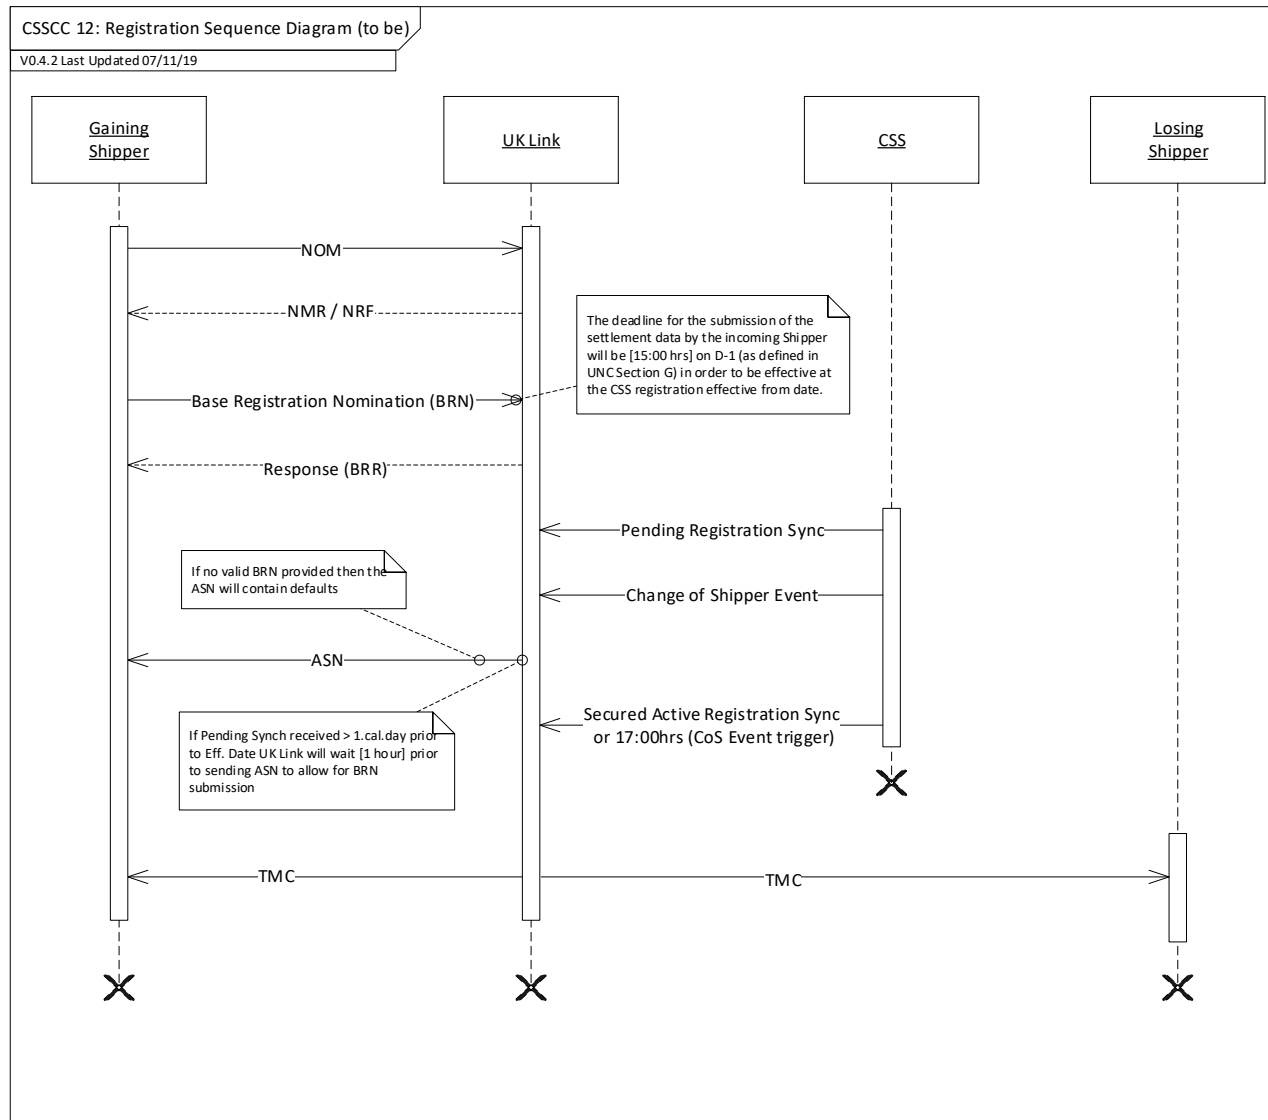 CSSCC 12: Registration Sequence Diagram (to be)
V0.4.2 Last Updated 07/11/19
Gaining
Shipper
UK Link
CSS
Losing
Shipper
NOM
NMR / NRF
The deadline for the submission of the
settlement data by the incoming Shipper
will be [15:00 hrs] on D-1 (as defined in
UNC Section G) in order to be effective at
the CSS registration effective from date.
Base Registration Nomination (BRN)
Response (BRR)
Pending Registration Sync
If no valid BRN provided then the
ASN will contain defaults
Change of Shipper Event
ASN
Secured Active Registration Sync
or 17:00hrs (CoS Event trigger)
If Pending Synch received > 1.cal.day prior
to Eff. Date UK Link will wait [1 hour] prior
to sending ASN to allow for BRN
submission
TMC
TMC